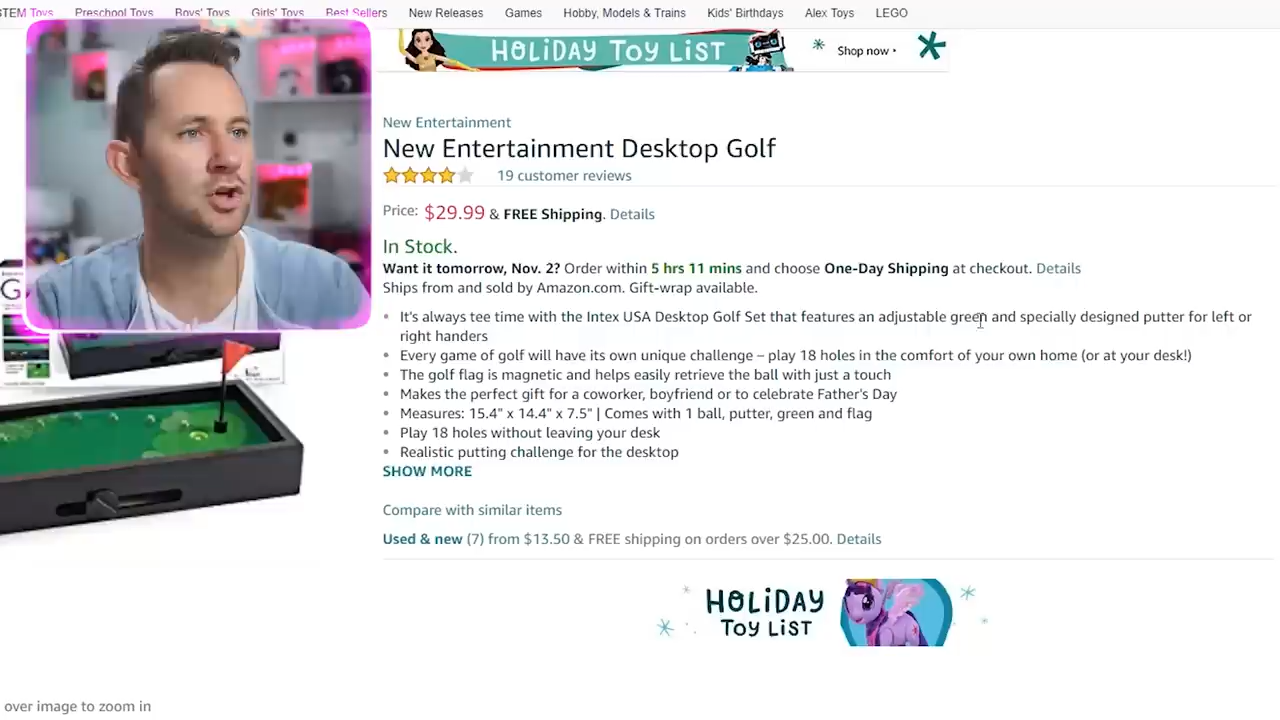 STEM Toys Preschool Toys Boys' Toys Girls' Toys Best Sellers New Releases Games Hobby, Models & Trains Kids' Birthdays Alex Toys LEGO
HOLiDAY TOY LiST Shop now
New Entertainment
New Entertainment Desktop Golf
19 customer reviews
Price: $29.99 & FREE Shipping. Details
In Stock.
Want it tomorrow, Nov. 2? Order within 5 hrs 11 mins and choose One-Day Shipping at checkout. Details
Ships from and sold by Amazon.com. Gift-wrap available.
• It's always tee time with the Intex USA Desktop Golf Set that features an adjustable green and specially designed putter for left or
right handers
• Every game of golf will have its own unique challenge – play 18 holes in the comfort of your own home (or at your desk!)
• The golf flag is magnetic and helps easily retrieve the ball with just a touch
• Makes the perfect gift for a coworker, boyfriend or to celebrate Father's Day
• Measures: 15.4" x 14.4" x 7.5" | Comes with 1 ball, putter, green and flag
• Play 18 holes without leaving your desk
• Realistic putting challenge for the desktop
SHOW MORE
Compare with similar items
Used & new (7) from $13.50 & FREE shipping on orders over $25.00. Details
HOLiDAY
TOY LiST
over image to zoom in